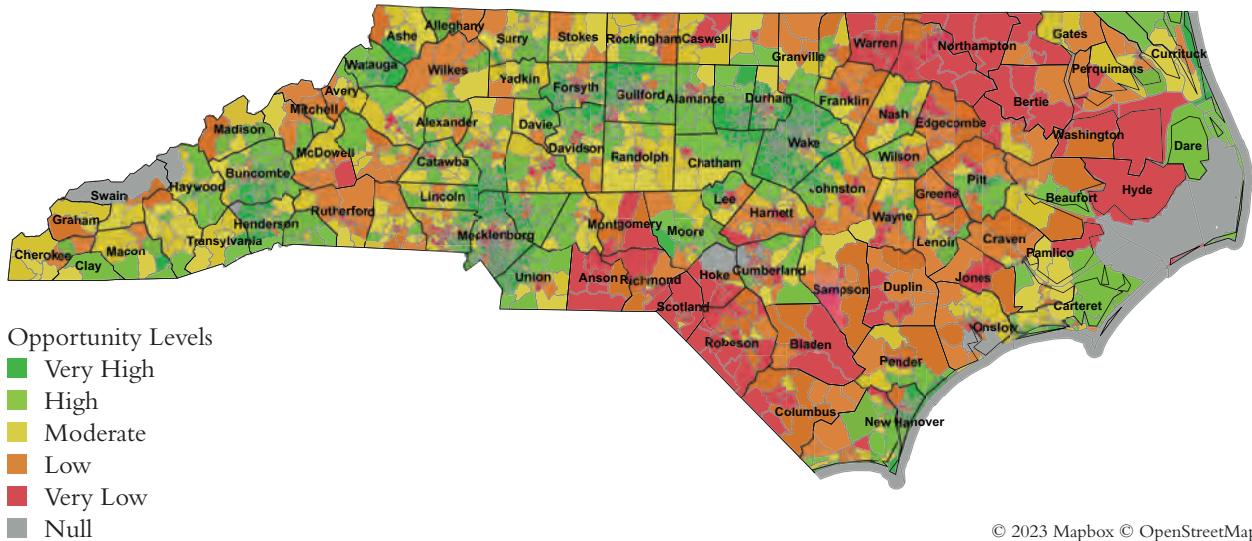 Alleghany
Ashe
Surry
Stokes
Rockingham
Caswell
Granville
Warren
Northampton
Gates
Currituck
Perquimans
Watauga
Wilkes
Yadkin
Forsyth
Guilford
Alamance
Durham
Franklin
Nash
Edgecombe
Bertie
Avery
Mitchell
Madison
McDowell
Alexander
Davie
Davidson
Randolph
Chatham
Wake
Wilson
Washington
Dare
Buncombe
Catawba
Haywood
Swain
Lincoln
Rutherford
Henderson
Transylvania
Graham
Macon
Cherokee
Clay
Mecklenborg
Montgomery
Moore
Lee
Harnett
Johnston
Greene
Pitt
Beaufort
Hyde
Wayne
Lenoir
Craven
Pamlico
Union
Anson
Richmond
Hoke
Cumberland
Sampson
Duplin
Jones
Carteret
Scotland
Robeson
Bladen
Onslow
Pender
Columbus
New Hanover
Opportunity Levels
Very High
High
Moderate
Low
Very Low
Null
© 2023 Mapbox © OpenStreetMap